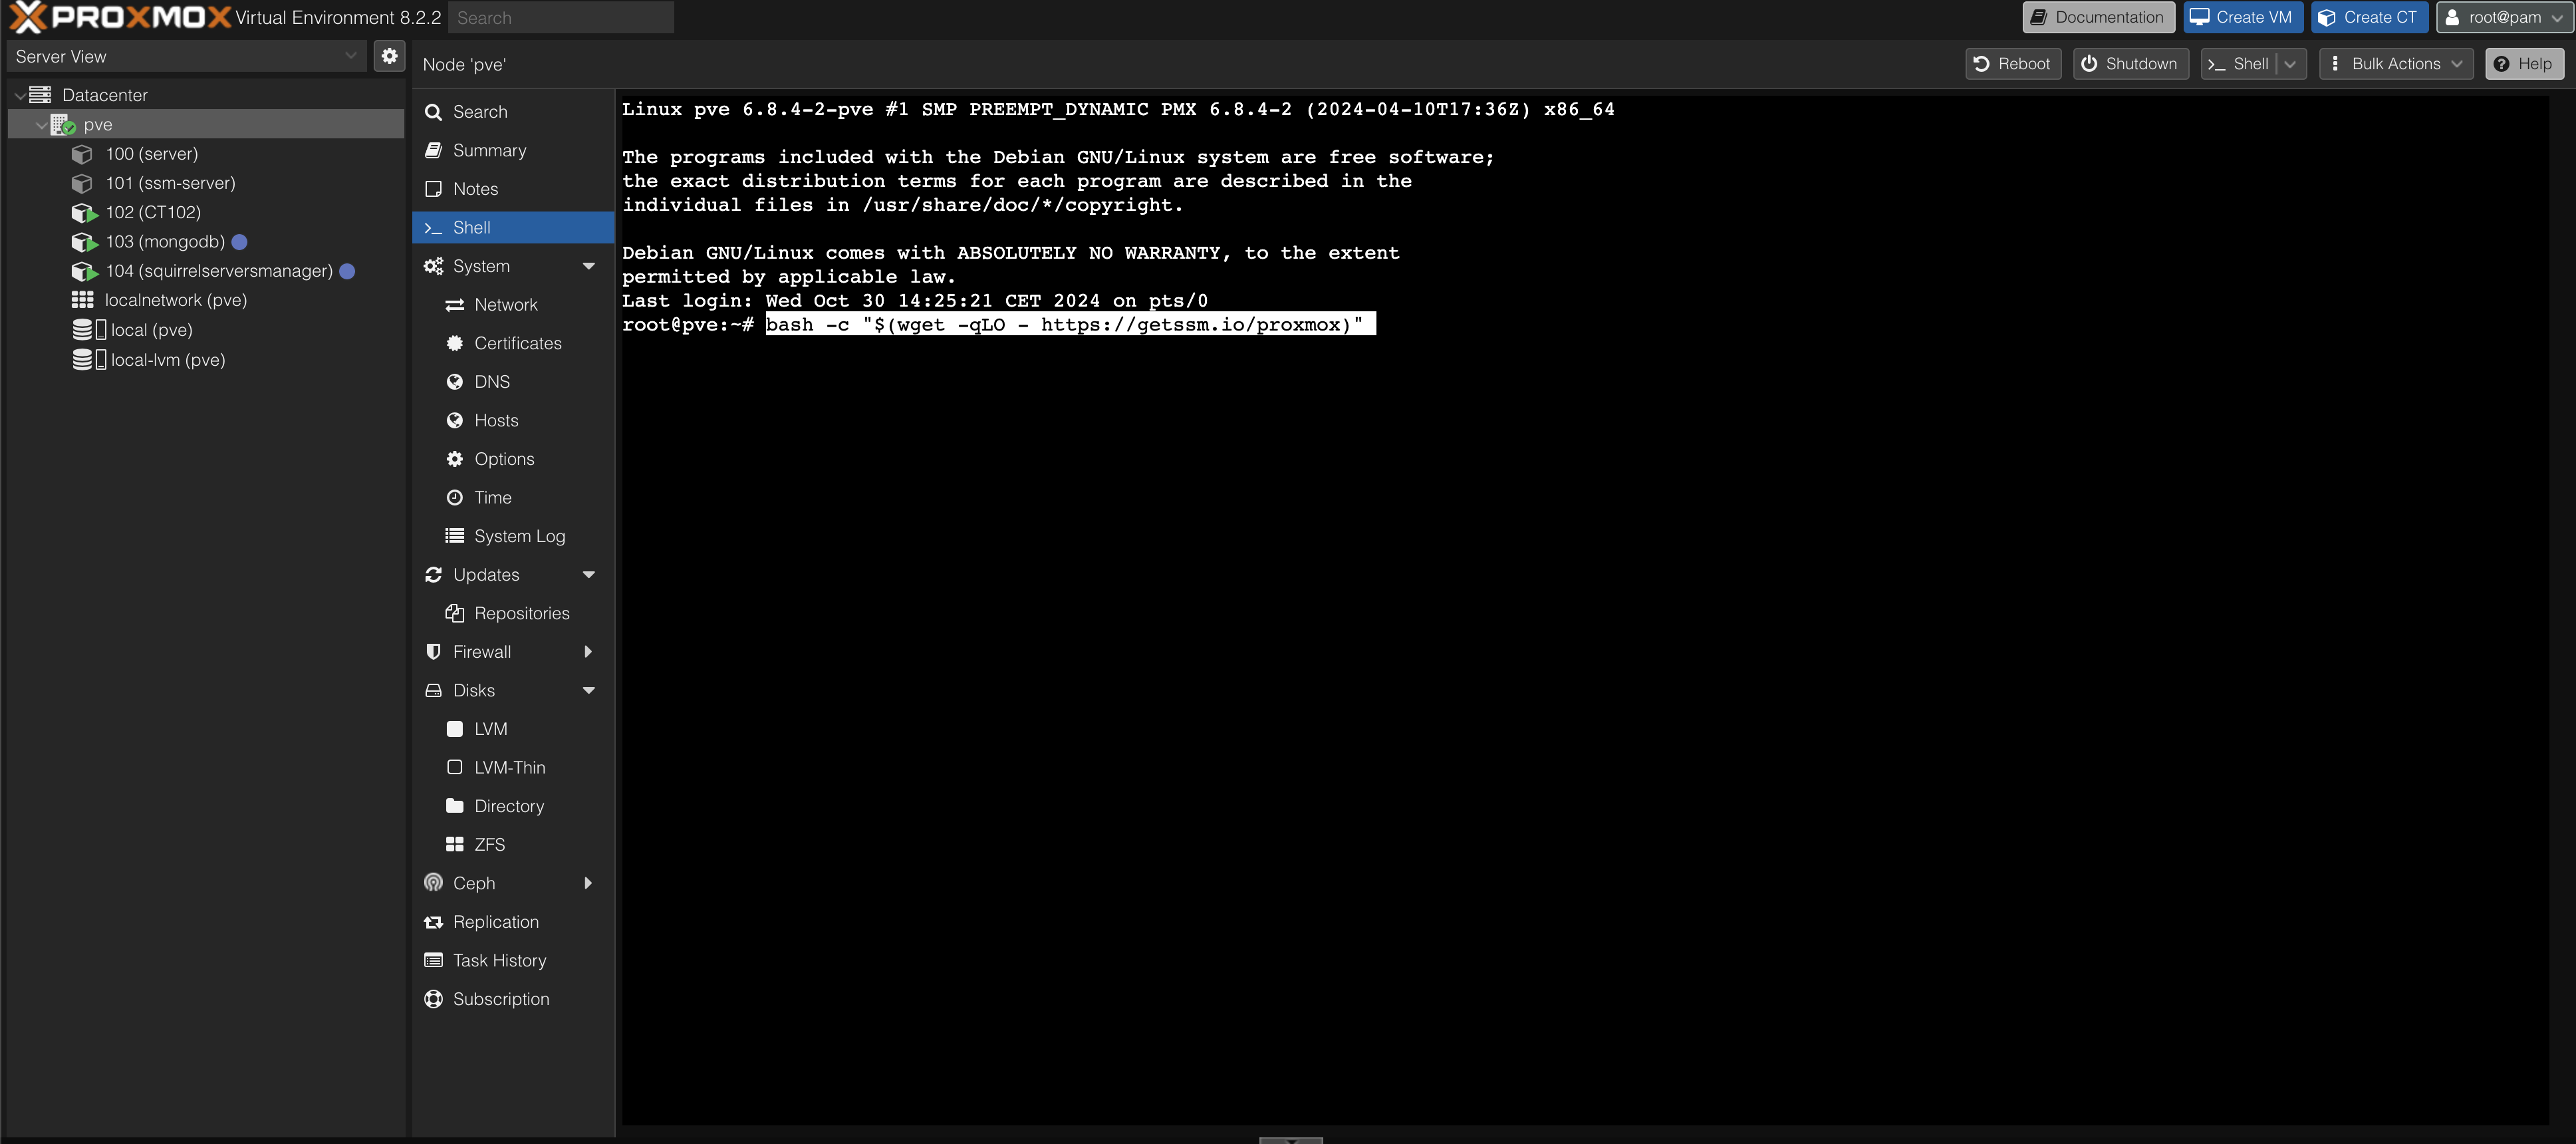 PROXMOX Virtual Environment 8.2.2
Search
Documentation
Create VM
Create CT
root@pam
Server View
Datacenter
pve
100 (server)
101 (ssm-server)
102 (CT102)
103 (mongodb)
104 (squirrelserversmanager)
localnetwork (pve)
local (pve)
local-lvm (pve)
Node 'pve'
Reboot
Shutdown
Shell
Bulk Actions
Help
Search
Summary
Notes
Shell
System
Network
Certificates
DNS
Hosts
Options
Time
System Log
Updates
Repositories
Firewall
Disks
LVM
LVM-Thin
Directory
ZFS
Ceph
Replication
Task History
Subscription
Linux pve 6.8.4-2-pve #1 SMP PREEMPT_DYNAMIC PMX 6.8.4-2 (2024-04-10T17:36Z) x86_64
The programs included with the Debian GNU/Linux system are free software;
the exact distribution terms for each program are described in the
individual files in /usr/share/doc/*/copyright.
Debian GNU/Linux comes with ABSOLUTELY NO WARRANTY, to the extent
permitted by applicable law.
Last login: Wed Oct 30 14:25:21 CET 2024 on pts/0
root@pve:~# bash -c "$(wget -qLO - https://getssm.io/proxmox)"